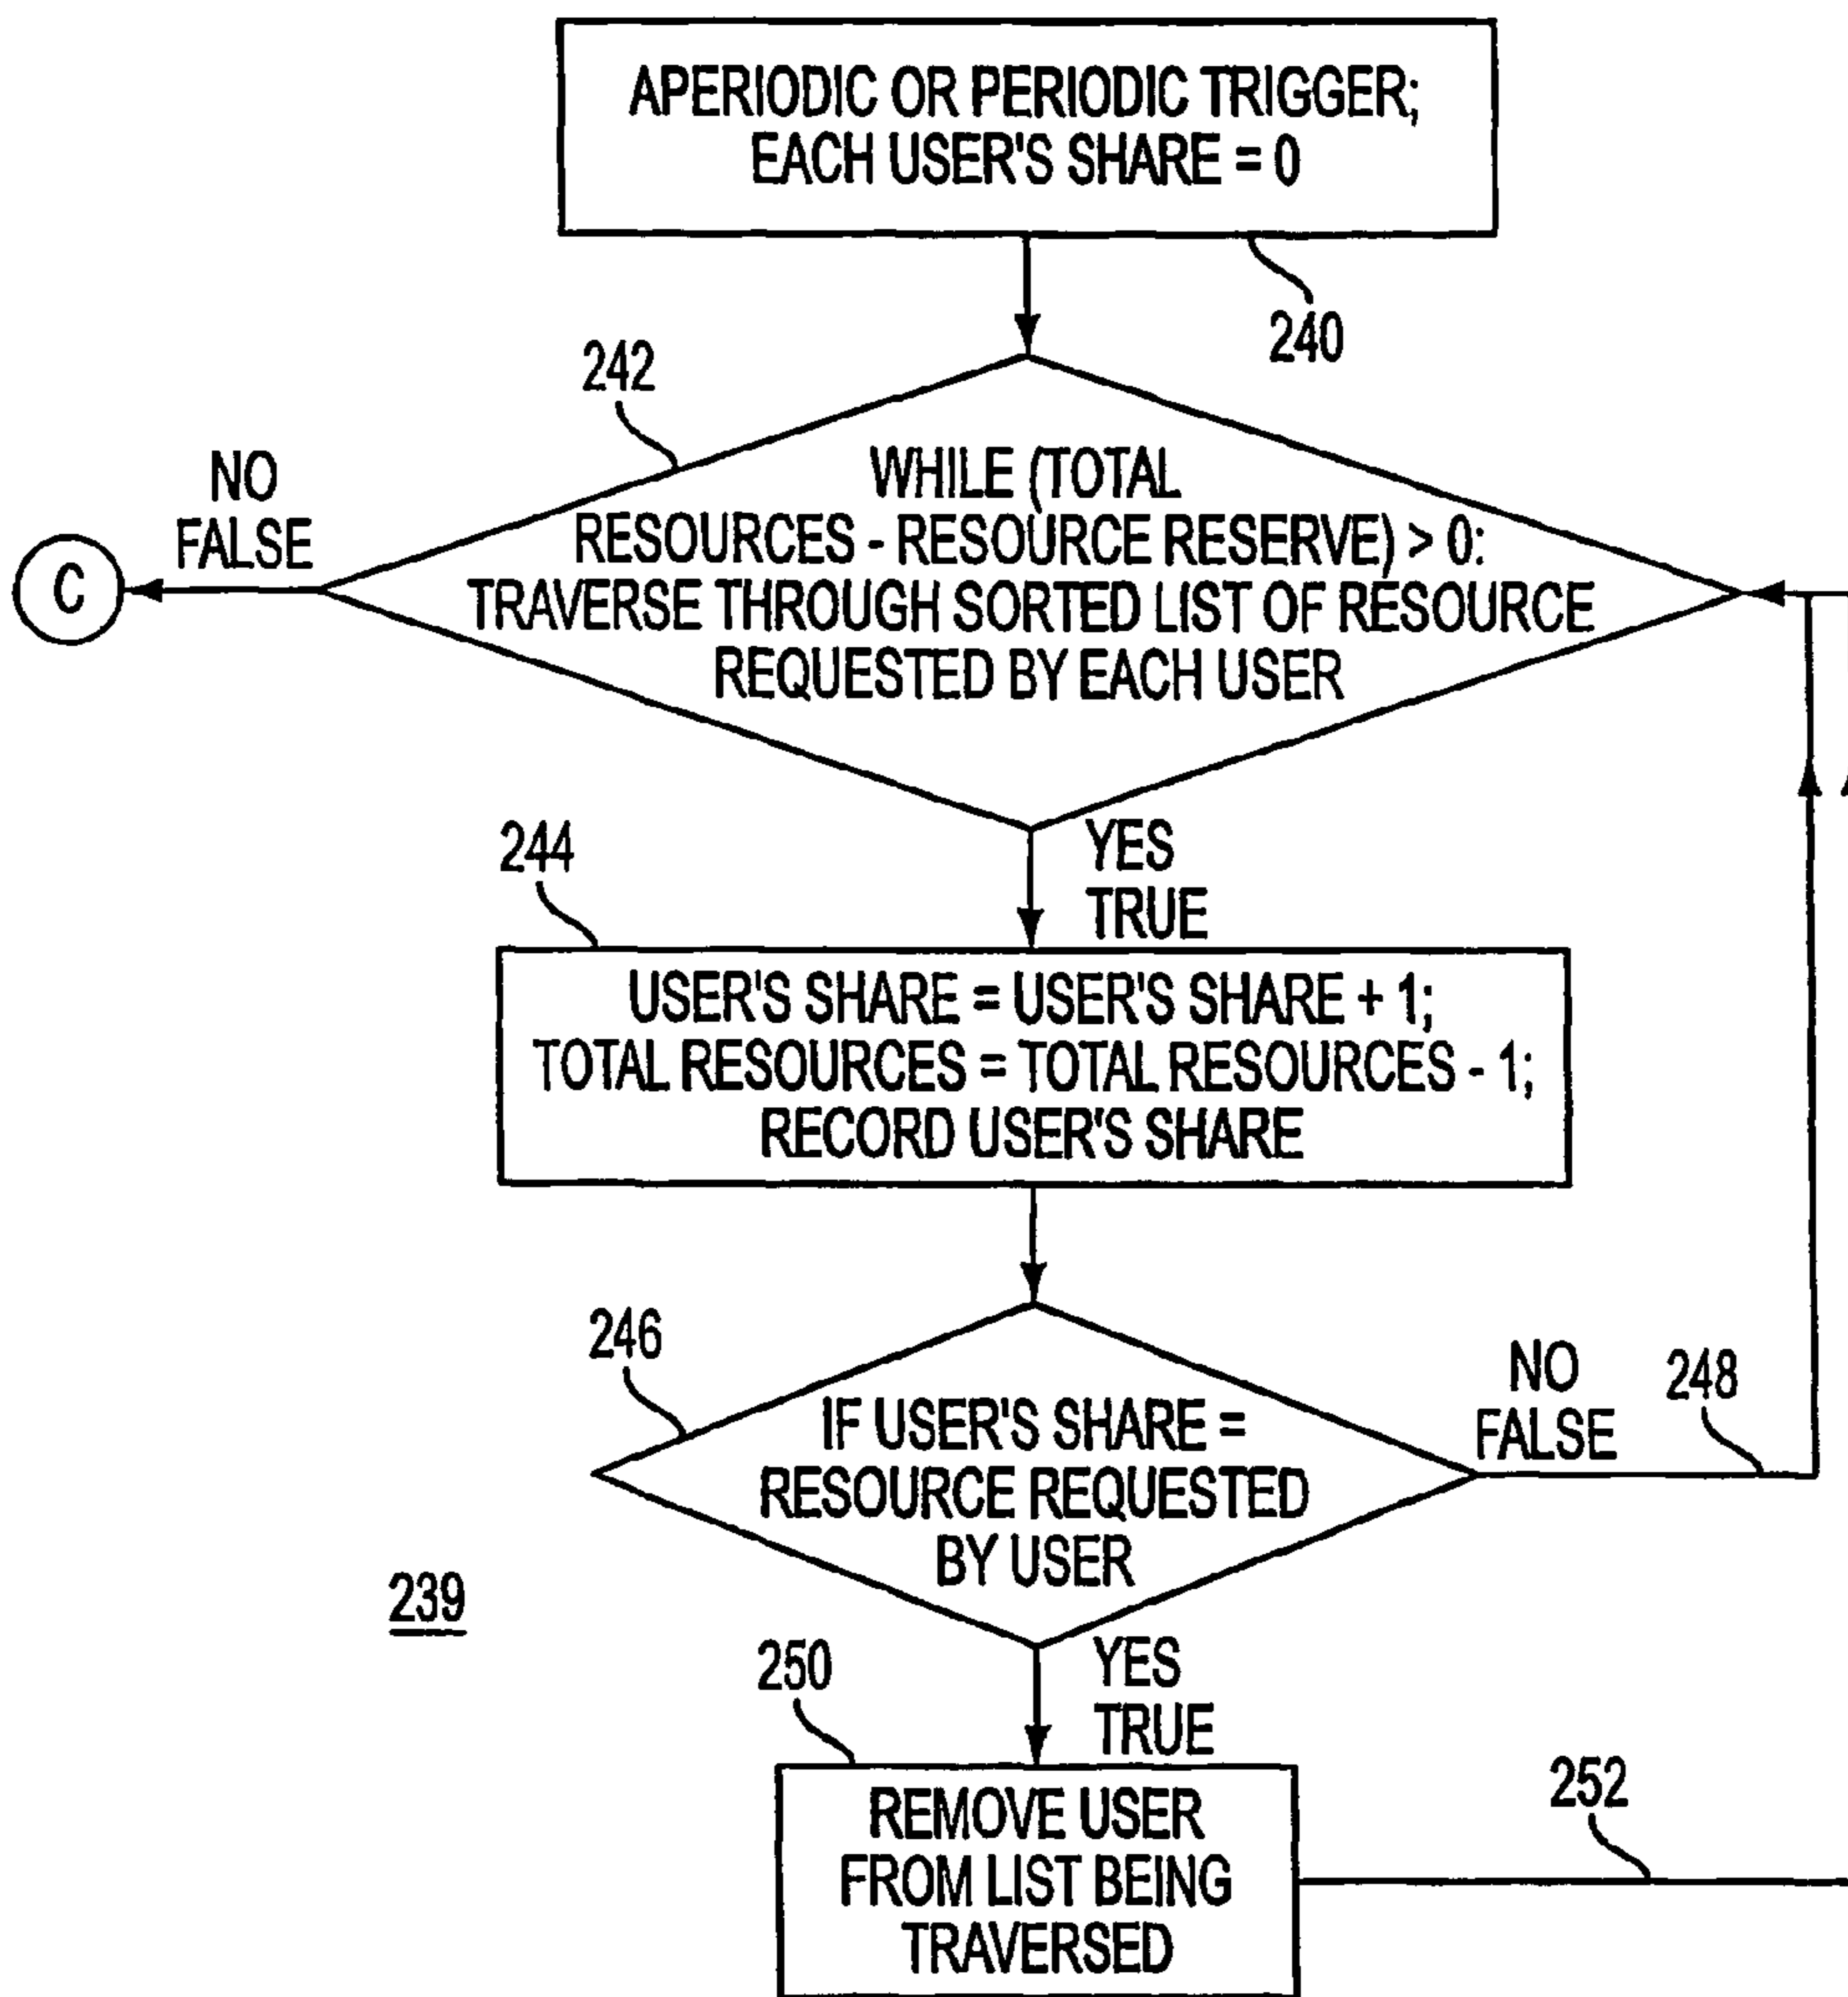 APERIODIC OR PERIODIC TRIGGER;
EACH USER'S SHARE = 0
240
242
WHILE (TOTAL
RESOURCES - RESOURCE RESERVE) > 0:
TRAVERSE THROUGH SORTED LIST OF RESOURCE
REQUESTED BY EACH USER
NO
FALSE
C
YES
TRUE
244
USER'S SHARE = USER'S SHARE + 1;
TOTAL RESOURCES = TOTAL RESOURCES - 1;
RECORD USER'S SHARE
246
IF USER'S SHARE =
RESOURCE REQUESTED
BY USER
NO
FALSE
248
239
YES
TRUE
250
REMOVE USER
FROM LIST BEING
TRAVERSED
252